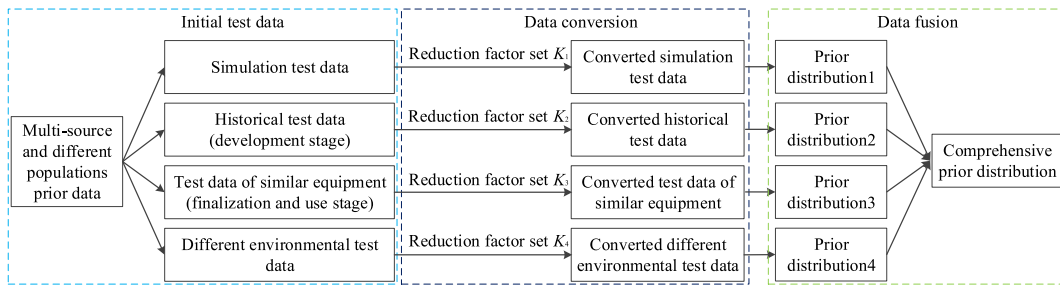 Initial test data
Data conversion
Data fusion
Multi-source
and different
populations
prior data
Simulation test data
Reduction factor set K1
Converted simulation
test data
Prior
distribution1
Historical test data
(development stage)
Reduction factor set K2
Converted historical
test data
Prior
distribution2
Test data of similar equipment
(finalization and use stage)
Reduction factor set K3
Converted test data of
similar equipment
Prior
distribution3
Different environmental test
data
Reduction factor set K4
Converted different
environmental test data
Prior
distribution4
Comprehensive
prior distribution